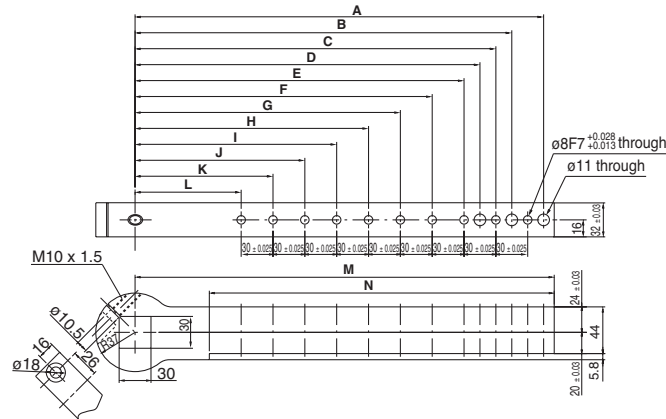 A
B
C
D
E
F
G
H
I
J
K
L
ø8F7 +0.028 +0.013 through
ø11 through
16
32 ± 0.03
30 ± 0.025 30 ± 0.025 30 ± 0.025 30 ± 0.025 30 ± 0.025 30 ± 0.025 30 ± 0.025 30 ± 0.025 30 ± 0.025
M10 x 1.5
M
N
24 ± 0.03
ø10.5
R37
30
44
16
26
ø18
30
20 ± 0.03
5.8